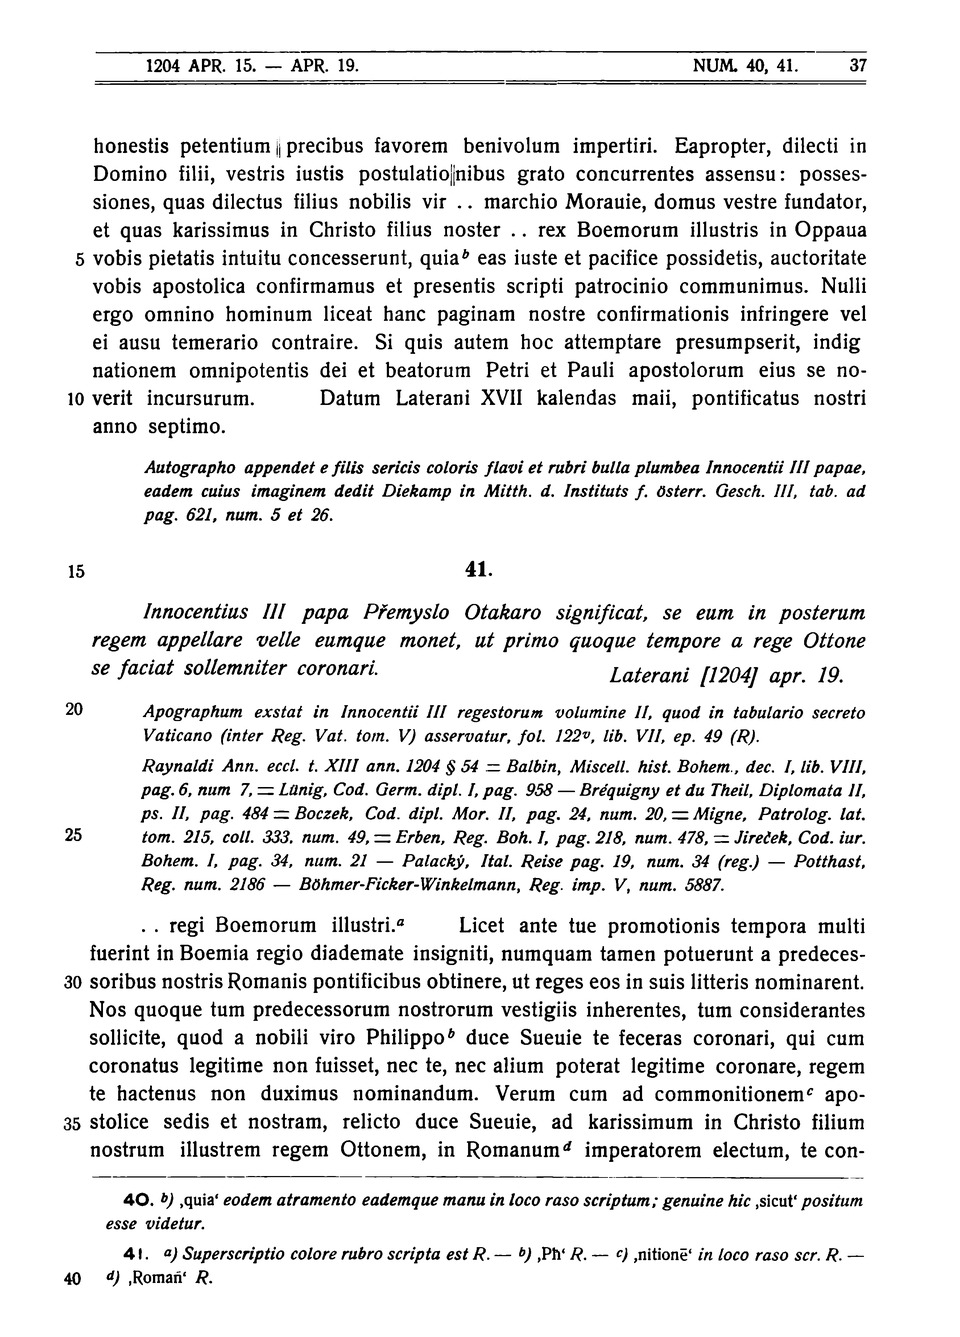 1204 APR. 15. — APR. 19. NUM. 40, 41. 37
honestis petentium || precibus favorem benivolum impertiri. Eapropter, dilecti in
Domino filii, vestris iustis postulatio||nibus grato concurrentes assensu: posses-
siones, quas dilectus filius nobilis vir .. marchio Morauie, domus vestre fundator,
et quas karissimus in Christo filius noster .. rex Boemorum illustris in Oppaua
5 vobis pietatis intuitu concesserunt, quiaᵇ eas iuste et pacifice possidetis, auctoritate
vobis apostolica confirmamus et presentis scripti patrocinio communimus. Nulli
ergo omnino hominum liceat hanc paginam nostre confirmationis infringere vel
ei ausu temerario contraire. Si quis autem hoc attemptare presumpserit, indig
nationem omnipotentis dei et beatorum Petri et Pauli apostolorum eius se no-
10 verit incursurum. Datum Laterani XVII kalendas maii, pontificatus nostri
anno septimo.
Autographo appendet e filis sericis coloris flavi et rubri bulla plumbea Innocentii III papae,
eadem cuius imaginem dedit Diekamp in Mitth. d. Instituts f. österr. Gesch. III, tab. ad
pag. 621, num. 5 et 26.
15 41.
Innocentius III papa Přemyslo Otakaro significat, se eum in posterum
regem appellare velle eumque monet, ut primo quoque tempore a rege Ottone
se faciat sollemniter coronari. Laterani [1204] apr. 19.
20 Apographum exstat in Innocentii III regestorum volumine II, quod in tabulario secreto
Vaticano (inter Reg. Vat. tom. V) asservatur, fol. 122ᵛ, lib. VII, ep. 49 (R).
Raynaldi Ann. eccl. t. XIII ann. 1204 § 54 = Balbin, Miscell. hist. Bohem., dec. I, lib. VIII,
pag. 6, num 7, = Lünig, Cod. Germ. dipl. I, pag. 958 — Bréquigny et du Theil, Diplomata II,
ps. II, pag. 484 = Boczek, Cod. dipl. Mor. II, pag. 24, num. 20, = Migne, Patrolog. lat.
25 tom. 215, coll. 333, num. 49, = Erben, Reg. Boh. I, pag. 218, num. 478, = Jireček, Cod. iur.
Bohem. I, pag. 34, num. 21 — Palacký, Ital. Reise pag. 19, num. 34 (reg.) — Potthast,
Reg. num. 2186 — Böhmer-Ficker-Winkelmann, Reg. imp. V, num. 5887.
. . regi Boemorum illustri.ᵃ Licet ante tue promotionis tempora multi
fuerint in Boemia regio diademate insigniti, numquam tamen potuerunt a predeces-
30 soribus nostris Romanis pontificibus obtinere, ut reges eos in suis litteris nominarent.
Nos quoque tum predecessorum nostrorum vestigiis inherentes, tum considerantes
sollicite, quod a nobili viro Philippoᵇ duce Sueuie te feceras coronari, qui cum
coronatus legitime non fuisset, nec te, nec alium poterat legitime coronare, regem
te hactenus non duximus nominandum. Verum cum ad commonitionemᶜ apo-
35 stolice sedis et nostram, relicto duce Sueuie, ad karissimum in Christo filium
nostrum illustrem regem Ottonem, in Romanumᵈ imperatorem electum, te con-
40. b) ‚quia‘ eodem atramento eademque manu in loco raso scriptum; genuine hic ‚sicut‘ positum
esse videtur.
41. a) Superscriptio colore rubro scripta est R. — b) ‚Pħ‘ R. — c) ‚nitionē‘ in loco raso scr. R. —
40 d) ‚Romañ‘ R.